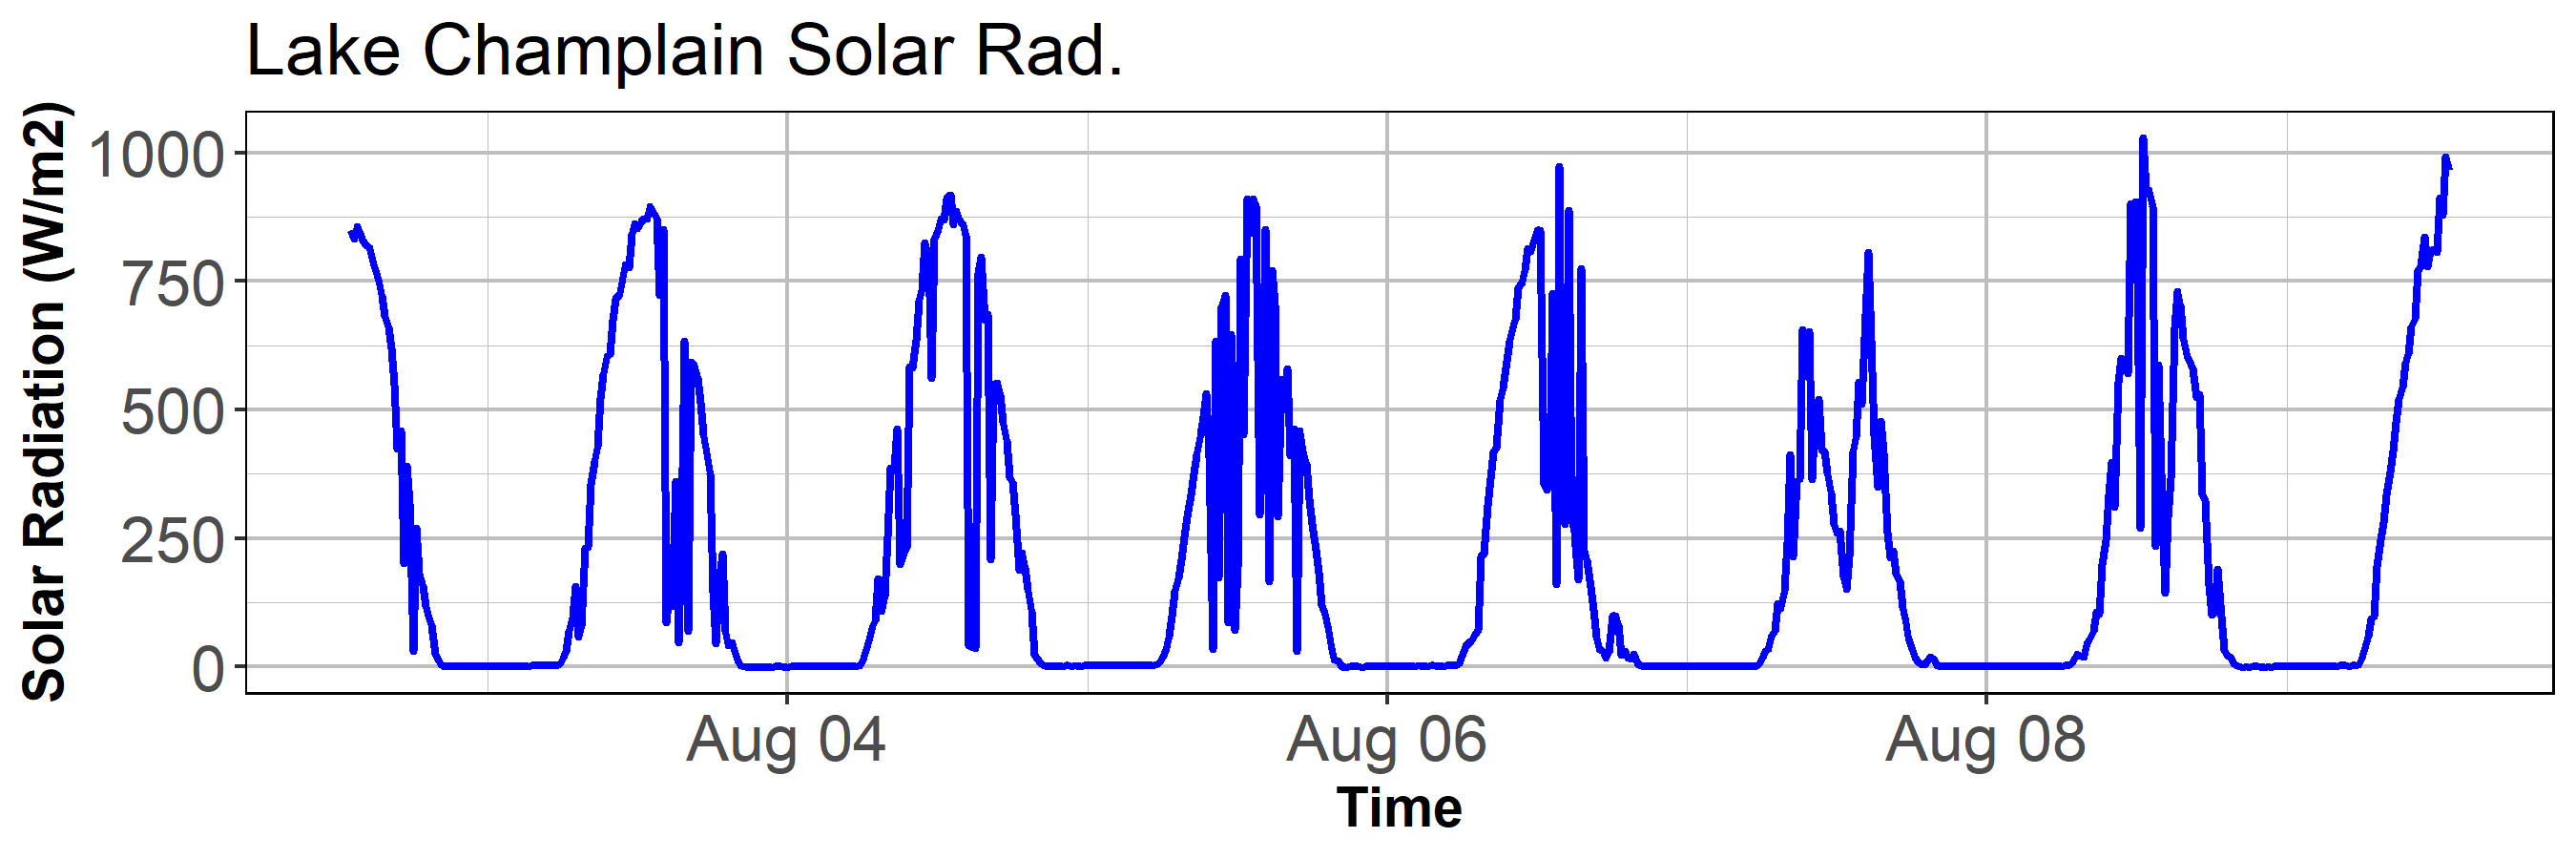 Lake Champlain Solar Rad.
Solar Radiation (W/m2)
1000
750
500
250
0
Aug 04
Aug 06
Aug 08
Time